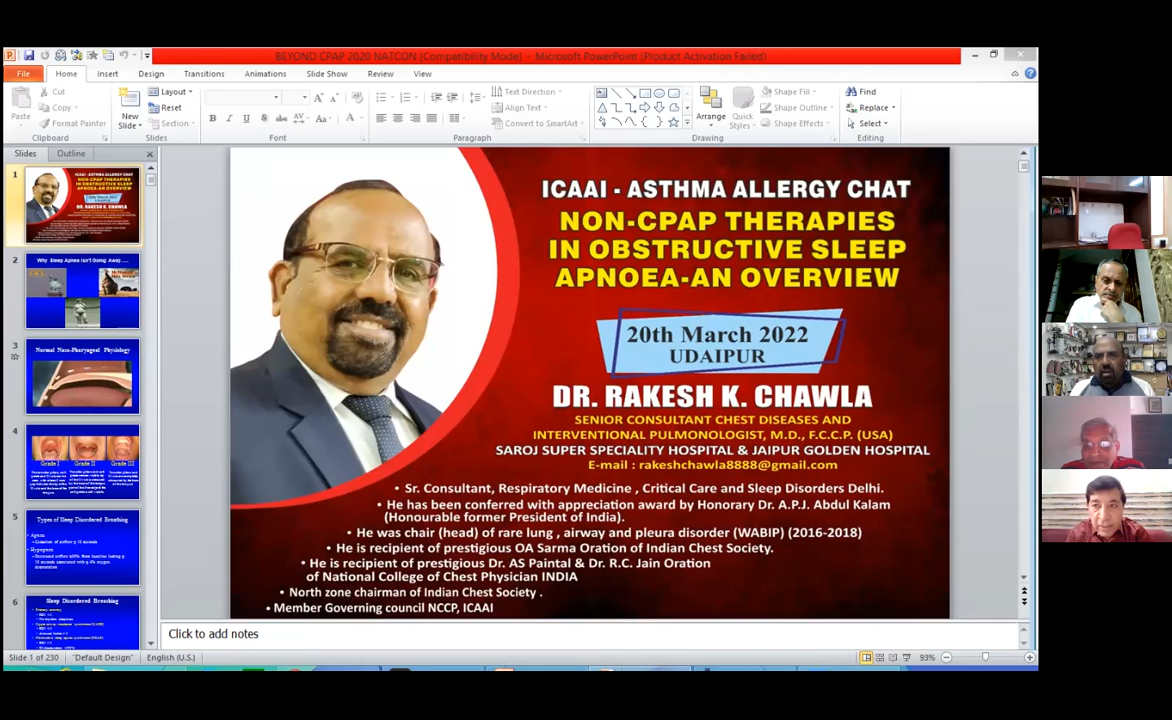 BEYOND CPAP 2020 NATCON [Compatibility Mode] - Microsoft PowerPoint (Product Activation Failed)
File Home Insert Design Transitions Animations Slide Show Review View
Paste
Cut
Copy
Format Painter
Clipboard
New Slide
Layout
Reset
Section
Slides
Font
Text Direction
Align Text
Convert to SmartArt
Paragraph
Arrange
Quick Styles
Shape Fill
Shape Outline
Shape Effects
Drawing
Find
Replace
Select
Editing
Slides Outline
1
2
Why Sleep Apnea Isn't Going Away.....
3
Normal Naso-Pharyngeal Physiology
4
Grade I Grade II Grade III
5
Types of Sleep Disordered Breathing
Apnea
Hypopnea
6
Sleep Disordered Breathing
ICAAI - ASTHMA ALLERGY CHAT
NON-CPAP THERAPIES
IN OBSTRUCTIVE SLEEP
APNOEA-AN OVERVIEW
20th March 2022
UDAIPUR
DR. RAKESH K. CHAWLA
SENIOR CONSULTANT CHEST DISEASES AND
INTERVENTIONAL PULMONOLOGIST, M.D., F.C.C.P. (USA)
SAROJ SUPER SPECIALITY HOSPITAL & JAIPUR GOLDEN HOSPITAL
E-mail : rakeshchawla8888@gmail.com
• Sr. Consultant, Respiratory Medicine , Critical Care and Sleep Disorders Delhi.
• He has been conferred with appreciation award by Honorary Dr. A.P.J. Abdul Kalam
(Honourable former President of India).
• He was chair (head) of rare lung , airway and pleura disorder (WABIP) (2016-2018)
• He is recipient of prestigious OA Sarma Oration of Indian Chest Society.
• He is recipient of prestigious Dr. AS Paintal & Dr. R.C. Jain Oration
of National College of Chest Physician INDIA
• North zone chairman of Indian Chest Society .
• Member Governing council NCCP, ICAAI
Click to add notes
Slide 1 of 230 "Default Design" English (U.S.) 93%